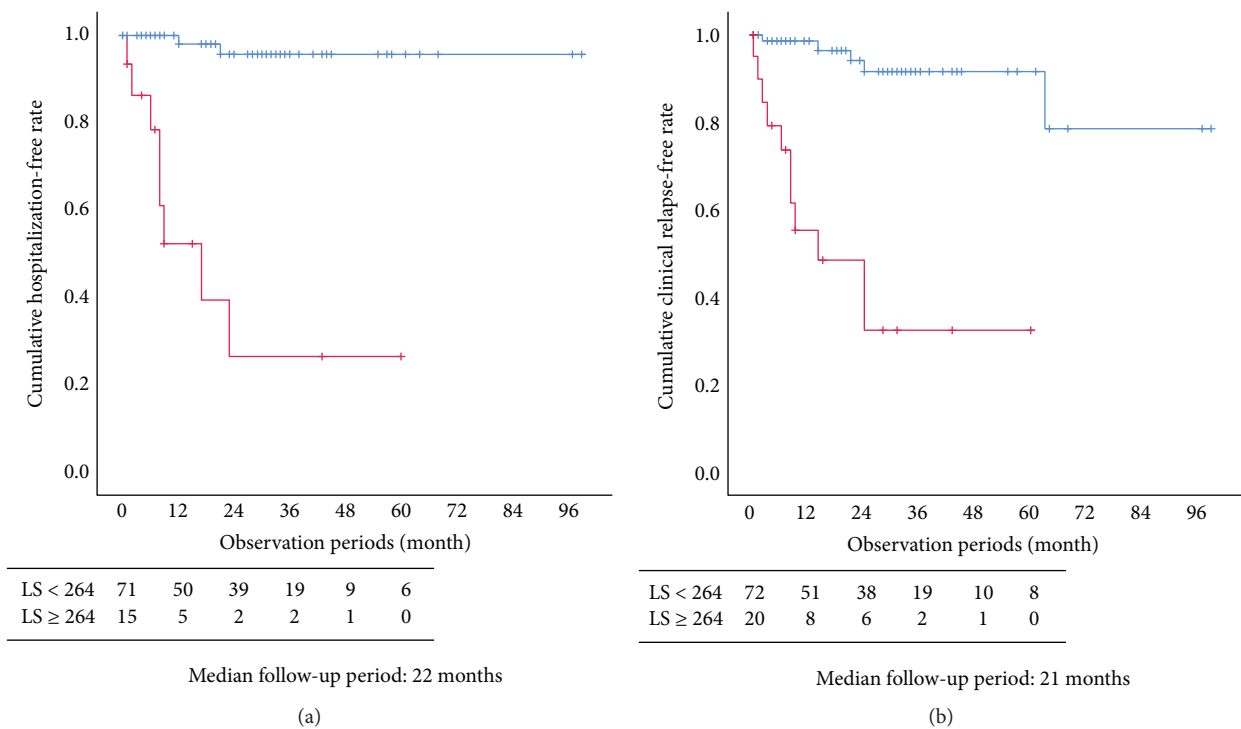 Cumulative hospitalization-free rate
1.0
0.8
0.6
0.4
0.2
0.0
0 12 24 36 48 60 72 84 96
Observation periods (month)
LS < 264 71 50 39 19 9 6
LS ≥ 264 15 5 2 2 1 0
Median follow-up period: 22 months
(a)
Cumulative clinical relapse-free rate
1.0
0.8
0.6
0.4
0.2
0.0
0 12 24 36 48 60 72 84 96
Observation periods (month)
LS < 264 72 51 38 19 10 8
LS ≥ 264 20 8 6 2 1 0
Median follow-up period: 21 months
(b)